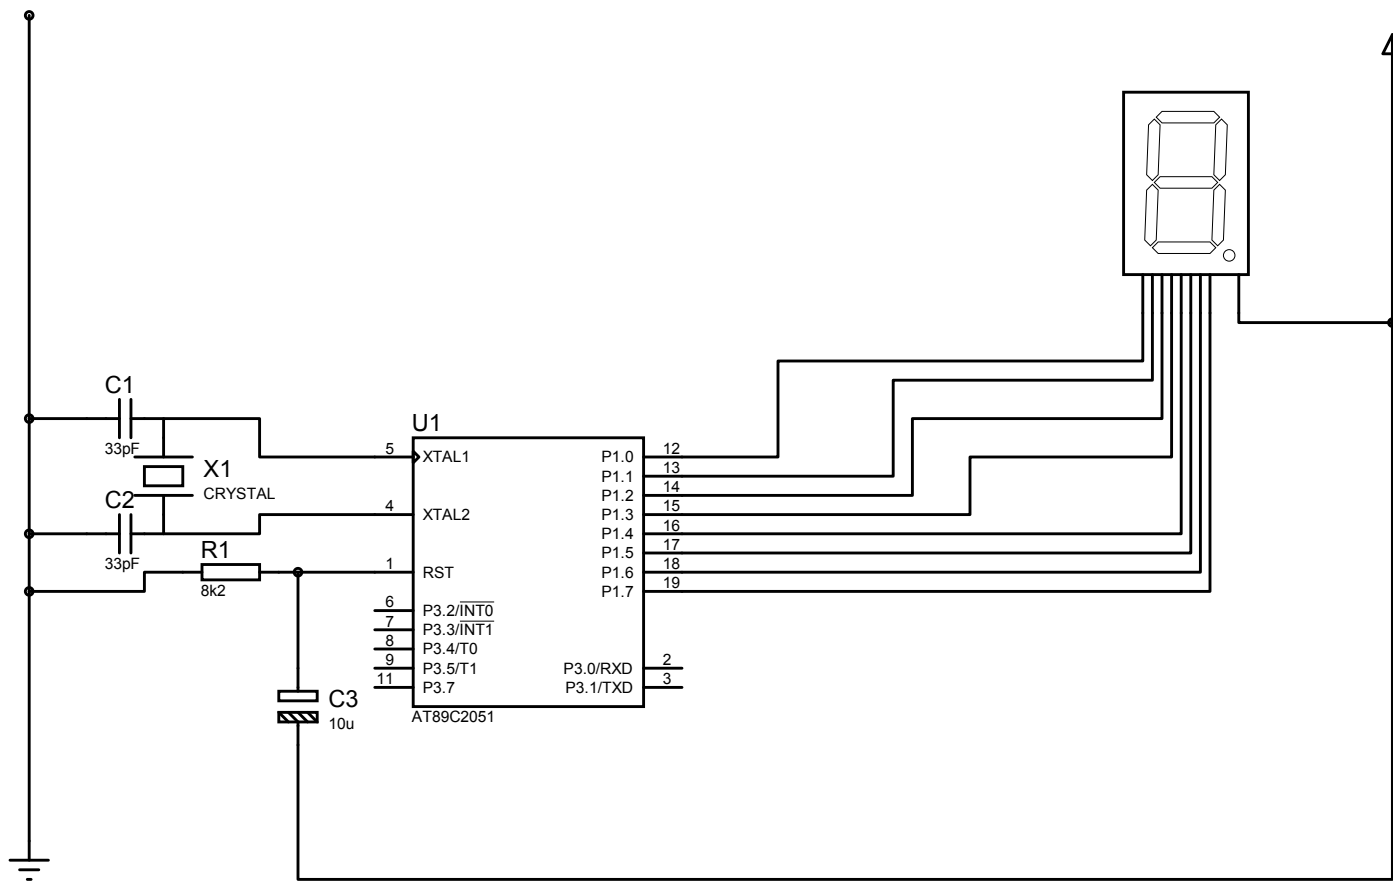 C1
33pF
X1
CRYSTAL
C2
33pF
R1
8k2
C3
10u
U1
5 XTAL1
4 XTAL2
1 RST
6 P3.2/INT0
7 P3.3/INT1
8 P3.4/T0
9 P3.5/T1
11 P3.7
P1.0 12
P1.1 13
P1.2 14
P1.3 15
P1.4 16
P1.5 17
P1.6 18
P1.7 19
P3.0/RXD 2
P3.1/TXD 3
AT89C2051